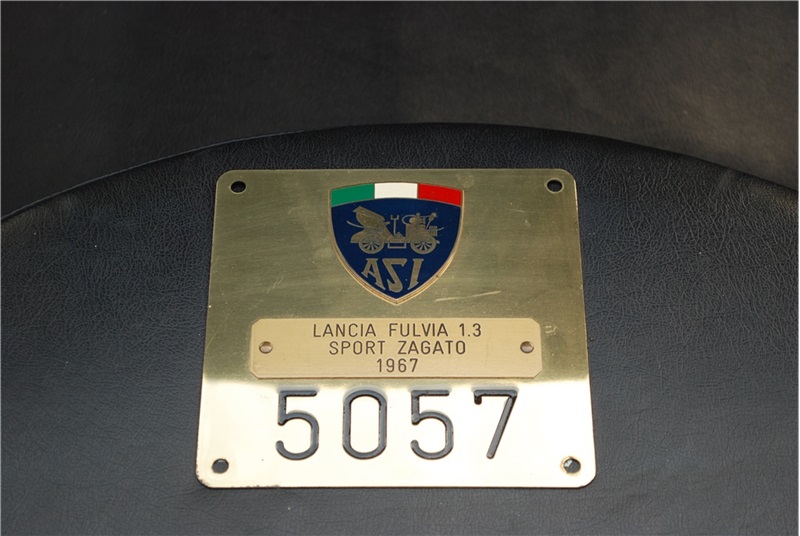 ASI
LANCIA FULVIA 1.3
SPORT ZAGATO
1967
5057